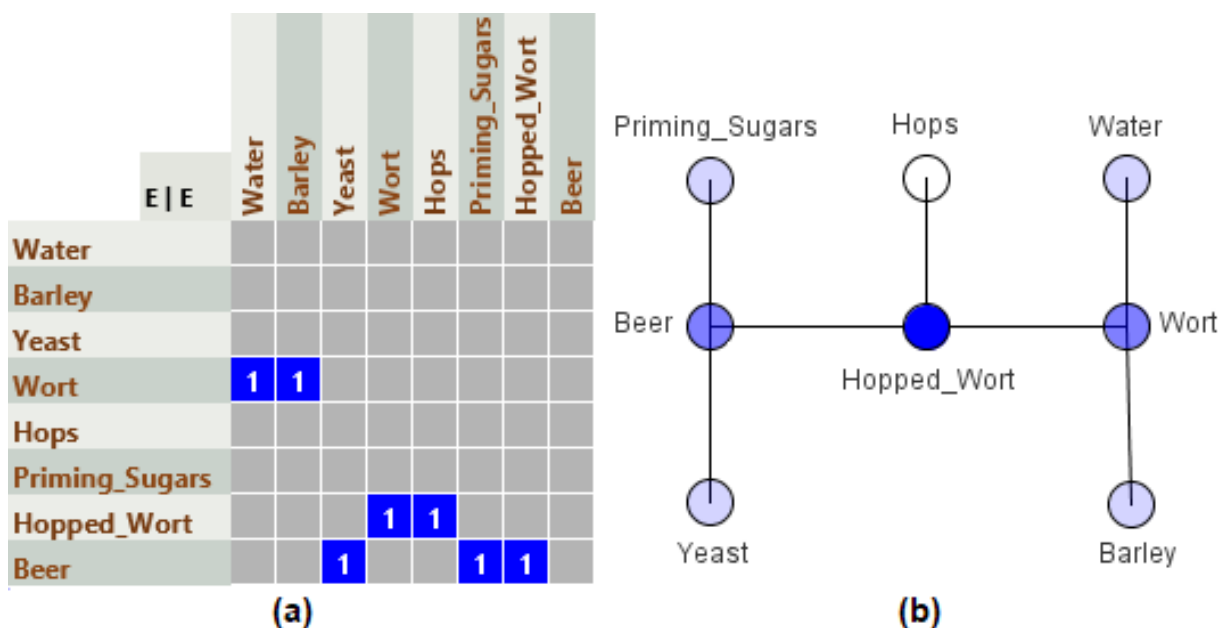 E | E Water Barley Yeast Wort Hops Priming_Sugars Hopped_Wort Beer
Water
Barley
Yeast
Wort 1 1
Hops
Priming_Sugars
Hopped_Wort 1 1
Beer 1 1 1
(a)
Priming_Sugars Hops Water
Beer Wort
Hopped_Wort
Yeast Barley
(b)